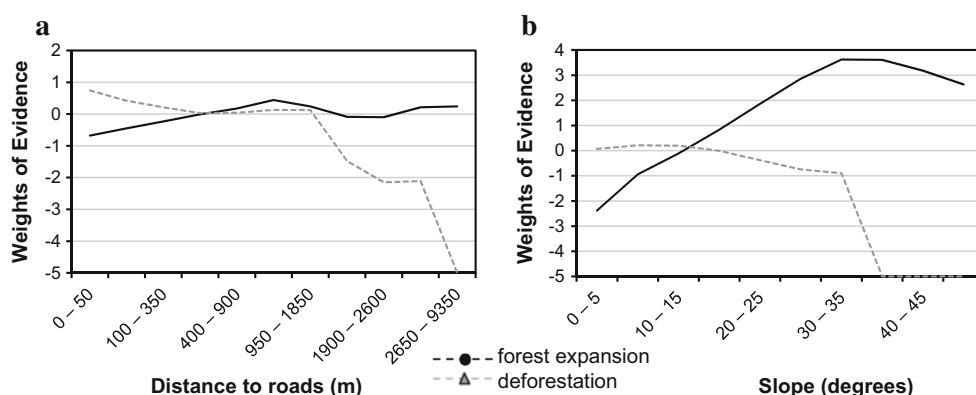 a
Weights of Evidence
2
1
0
-1
-2
-3
-4
-5
0 – 50
100 – 350
400 – 900
950 – 1850
1900 – 2600
2650 – 9350
Distance to roads (m)
b
Weights of Evidence
4
3
2
1
0
-1
-2
-3
-4
-5
0 – 5
10 – 15
20 – 25
30 – 35
40 – 45
Slope (degrees)
forest expansion
deforestation